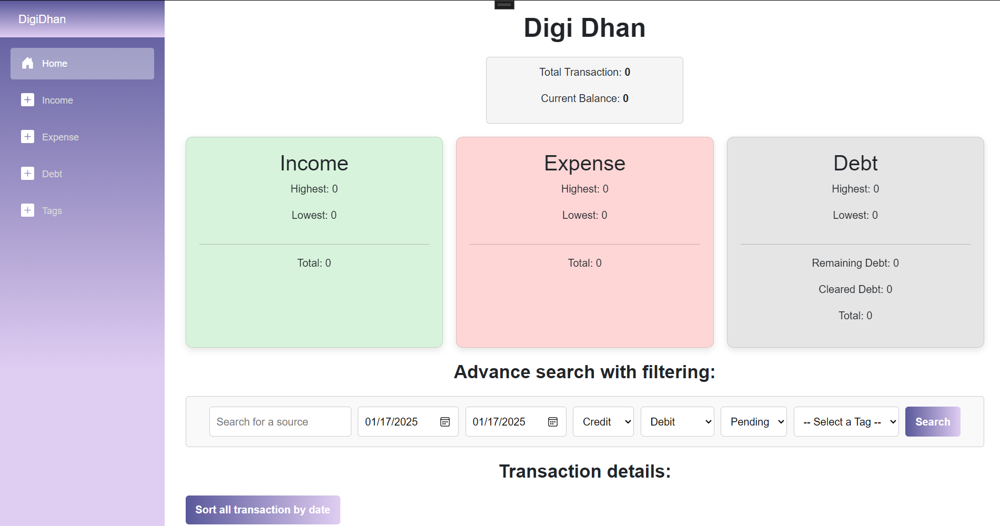 DigiDhan
Home
Income
Expense
Debt
Tags
Digi Dhan
Total Transaction: 0
Current Balance: 0
Income
Highest: 0
Lowest: 0
Total: 0
Expense
Highest: 0
Lowest: 0
Total: 0
Debt
Highest: 0
Lowest: 0
Remaining Debt: 0
Cleared Debt: 0
Total: 0
Advance search with filtering:
Search for a source 01/17/2025 01/17/2025 Credit Debit Pending -- Select a Tag -- Search
Transaction details:
Sort all transaction by date